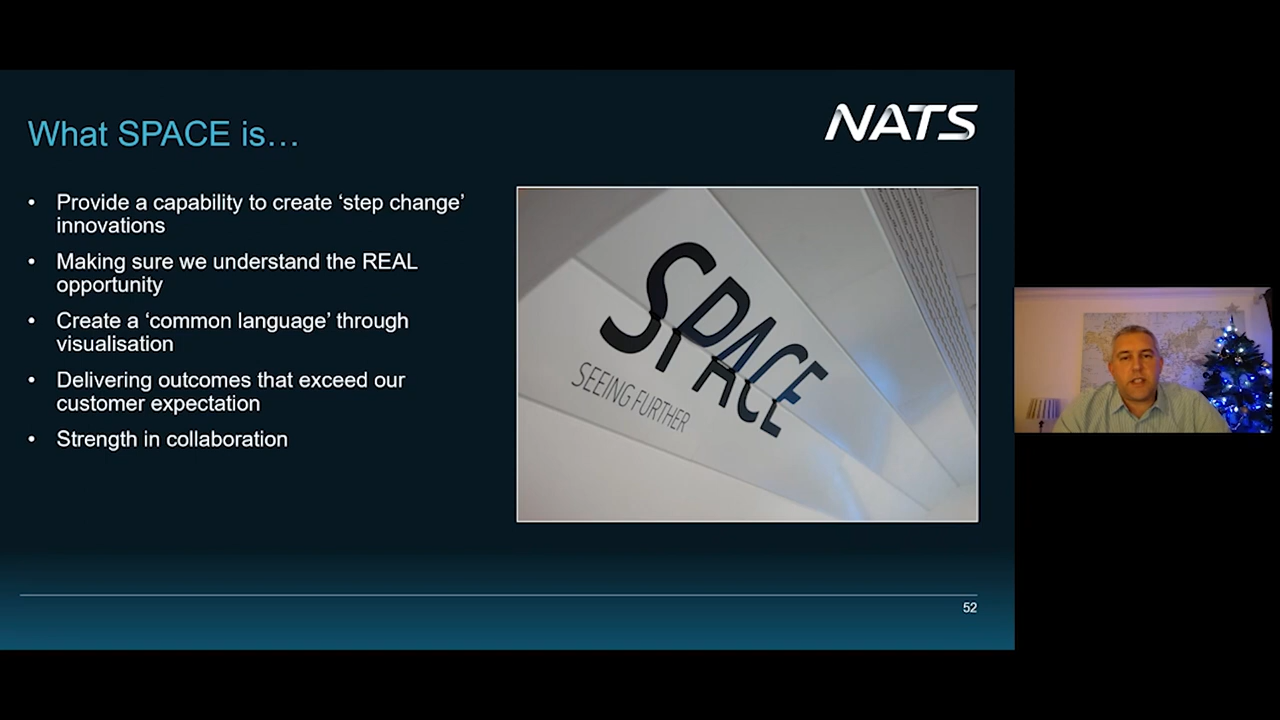 What SPACE is…
NATS
• Provide a capability to create ‘step change’
innovations
• Making sure we understand the REAL
opportunity
• Create a ‘common language’ through
visualisation
• Delivering outcomes that exceed our
customer expectation
• Strength in collaboration
SPACE
SEEING FURTHER
52